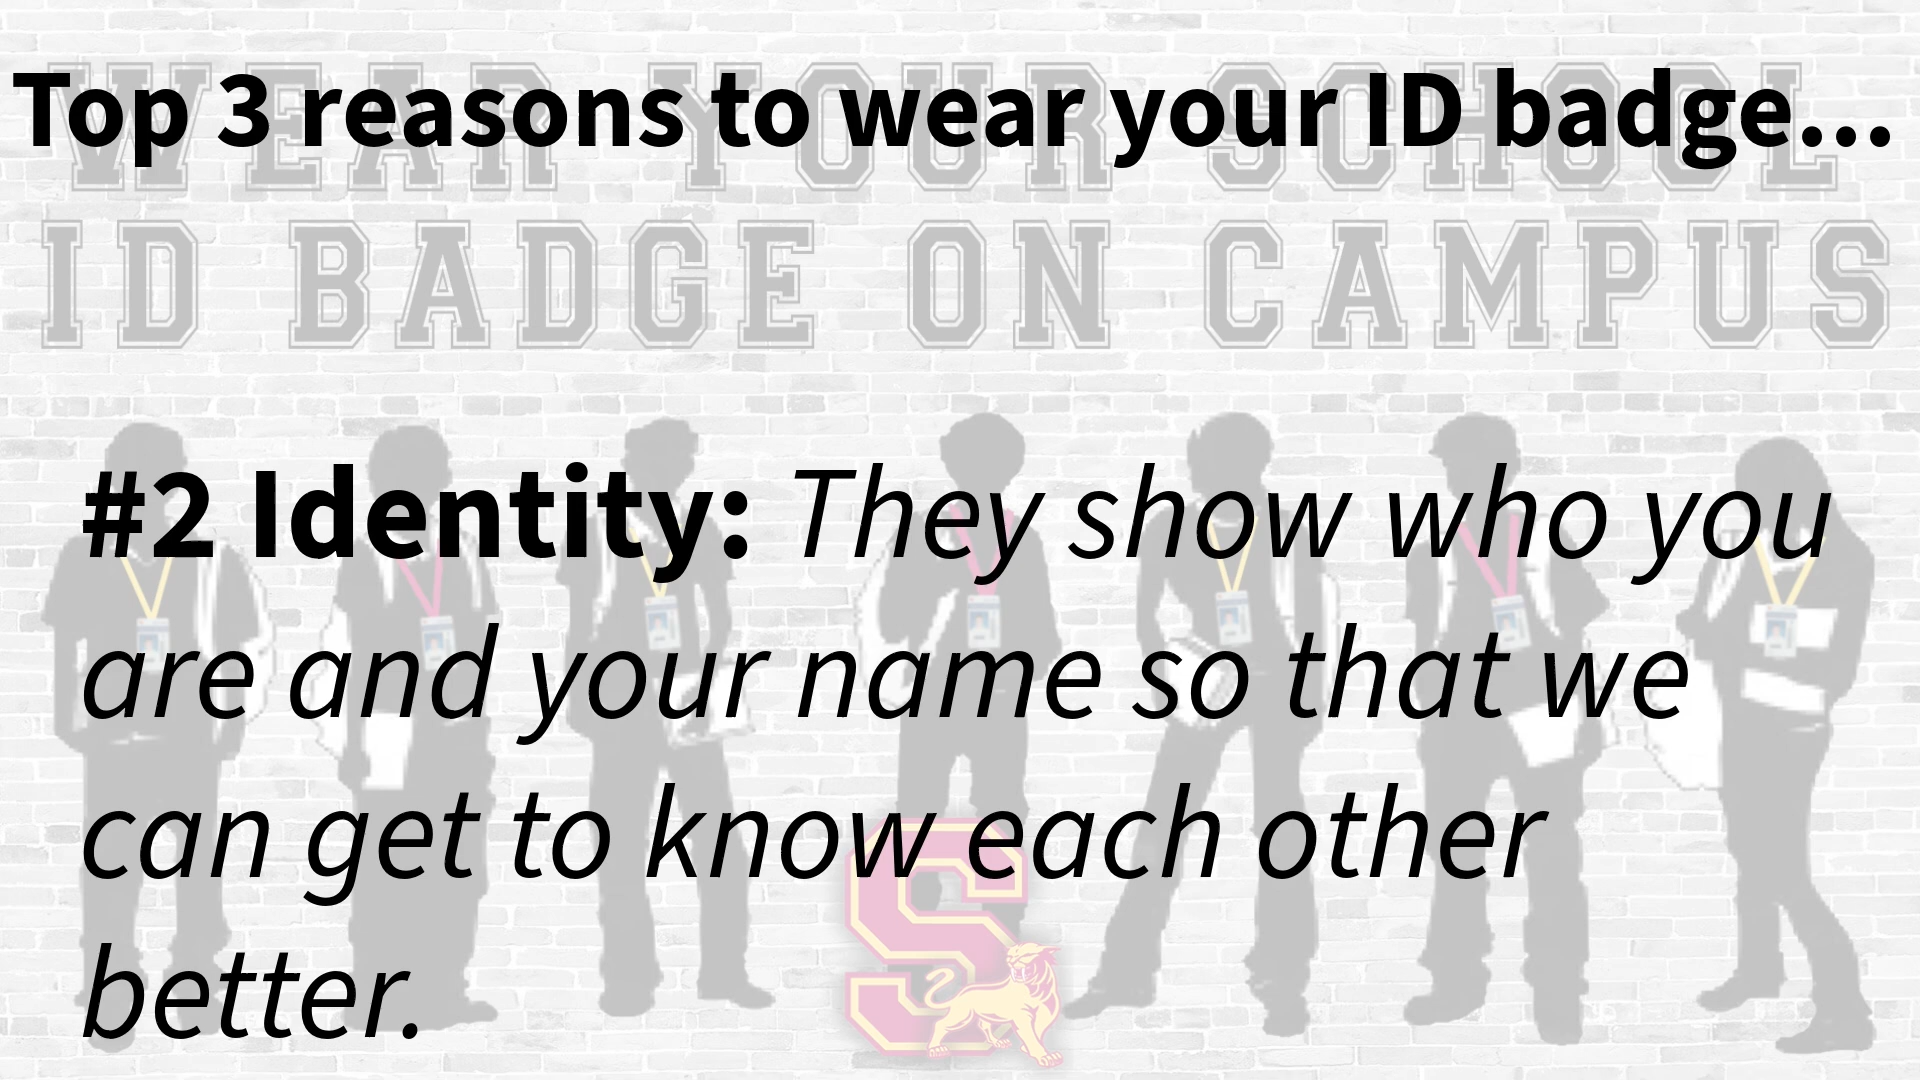 Top 3 reasons to wear your ID badge...
WEAR YOUR SCHOOL
ID BADGE ON CAMPUS
#2 Identity: They show who you
are and your name so that we
can get to know each other
better.
S